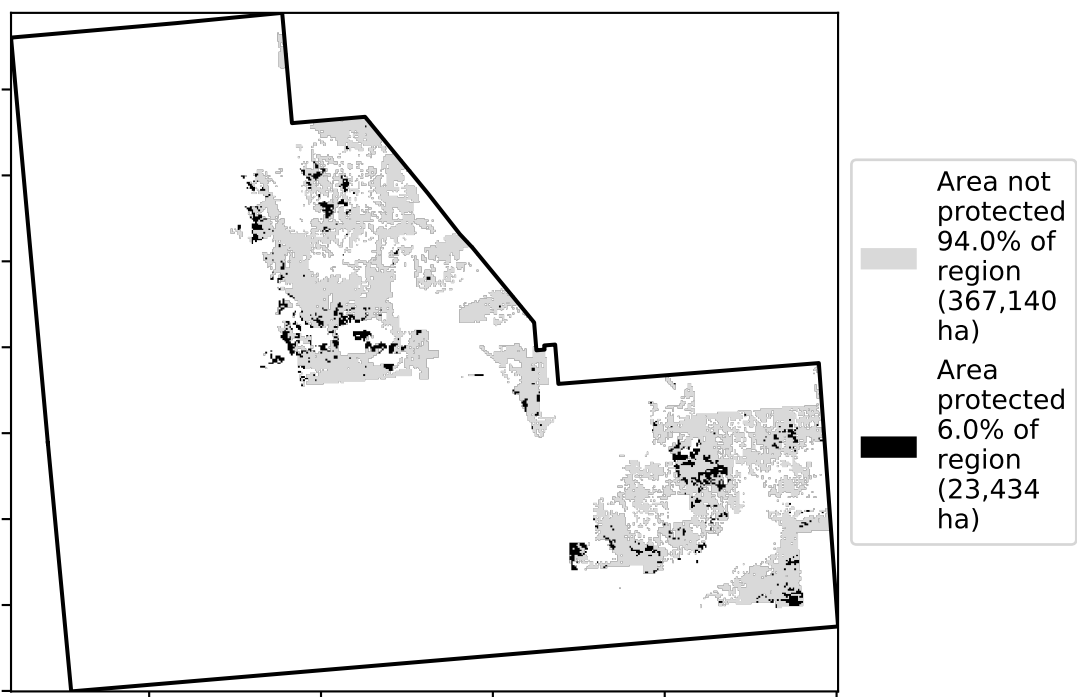 Area not
protected
94.0% of
region
(367,140
ha)
Area
protected
6.0% of
region
(23,434
ha)